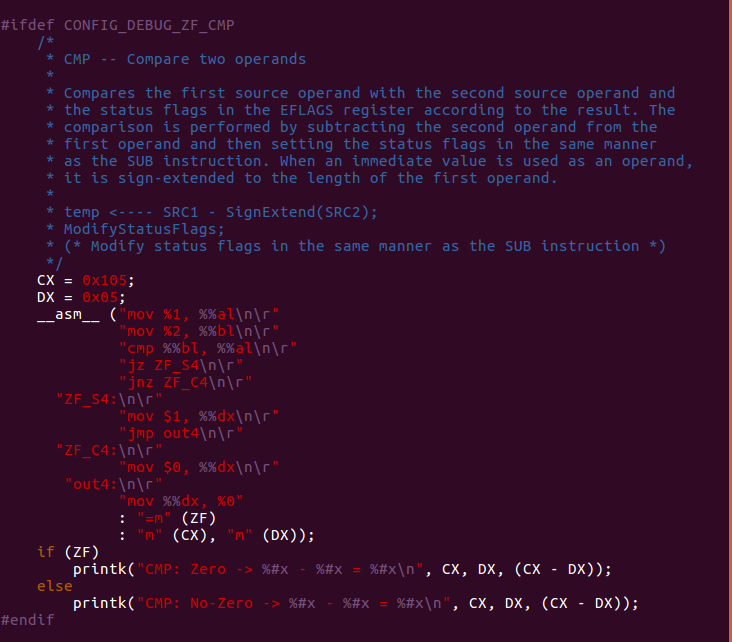 #ifdef CONFIG_DEBUG_ZF_CMP
    /*
     * CMP -- Compare two operands
     *
     * Compares the first source operand with the second source operand and
     * the status flags in the EFLAGS register according to the result. The
     * comparison is performed by subtracting the second operand from the
     * first operand and then setting the status flags in the same manner
     * as the SUB instruction. When an immediate value is used as an operand,
     * it is sign-extended to the length of the first operand.
     *
     * temp <---- SRC1 - SignExtend(SRC2);
     * ModifyStatusFlags;
     * (* Modify status flags in the same manner as the SUB instruction *)
     */
    CX = 0x105;
    DX = 0x05;
    __asm__ ("mov %1, %%al\n\r"
             "mov %2, %%bl\n\r"
             "cmp %%bl, %%al\n\r"
             "jz ZF_S4\n\r"
             "jnz ZF_C4\n\r"
      "ZF_S4:\n\r"
             "mov $1, %%dx\n\r"
             "jmp out4\n\r"
      "ZF_C4:\n\r"
             "mov $0, %%dx\n\r"
       "out4:\n\r"
             "mov %%dx, %0"
             : "=m" (ZF)
             : "m" (CX), "m" (DX));
    if (ZF)
        printk("CMP: Zero -> %#x - %#x = %#x\n", CX, DX, (CX - DX));
    else
        printk("CMP: No-Zero -> %#x - %#x = %#x\n", CX, DX, (CX - DX));
#endif